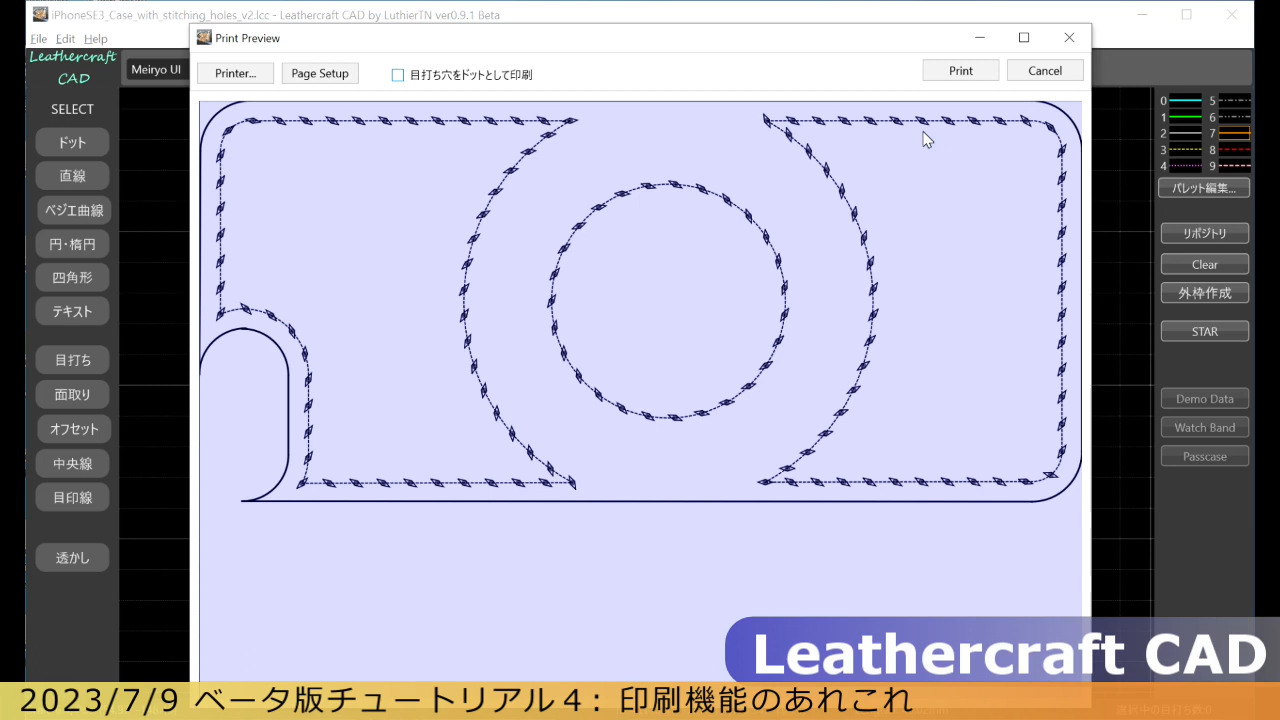 iPhoneSE3_Case_with_stitching_holes_v2.lcc - Leathercraft CAD by LuthierTN ver0.9.1 Beta
File Edit Help
Print Preview
Leathercraft
CAD
Meiryo UI
Printer...
Page Setup
目打ち穴をドットとして印刷
Print
Cancel
SELECT
ドット
直線
ベジエ曲線
円・楕円
四角形
テキスト
目打ち
面取り
オフセット
中央線
目印線
透かし
0 5
1 6
2 7
3 8
4 9
パレット編集...
リポジトリ
Clear
外枠作成
STAR
Demo Data
Watch Band
Passcase
Leathercraft CAD
2023/7/9 ベータ版チュートリアル４：印刷機能のあれこれ